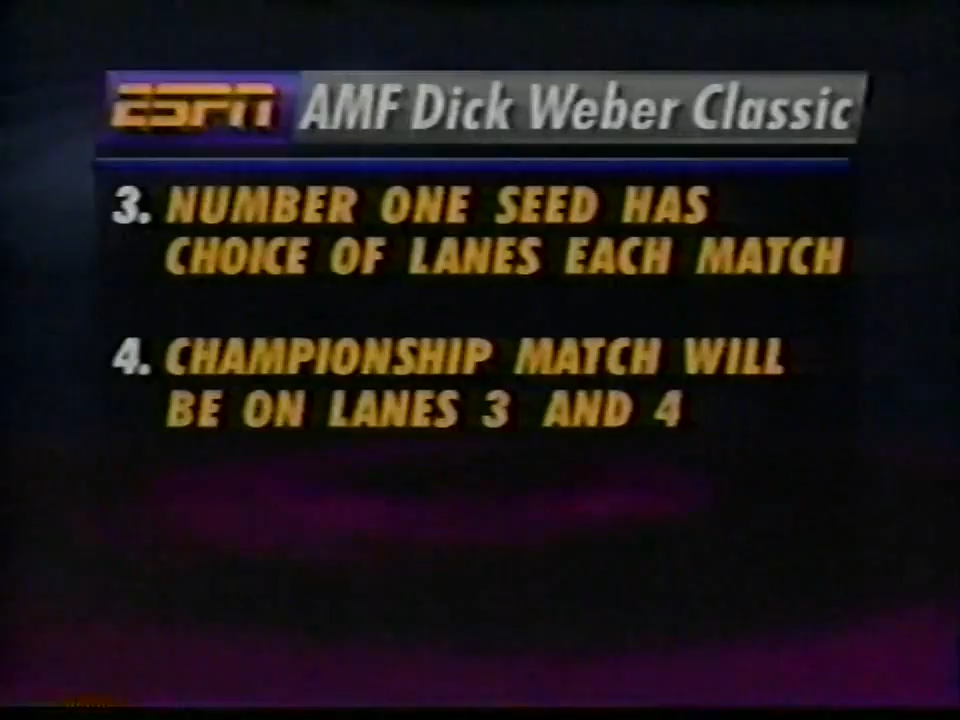 ESPN AMF Dick Weber Classic
3. NUMBER ONE SEED HAS
CHOICE OF LANES EACH MATCH
4. CHAMPIONSHIP MATCH WILL
BE ON LANES 3 AND 4